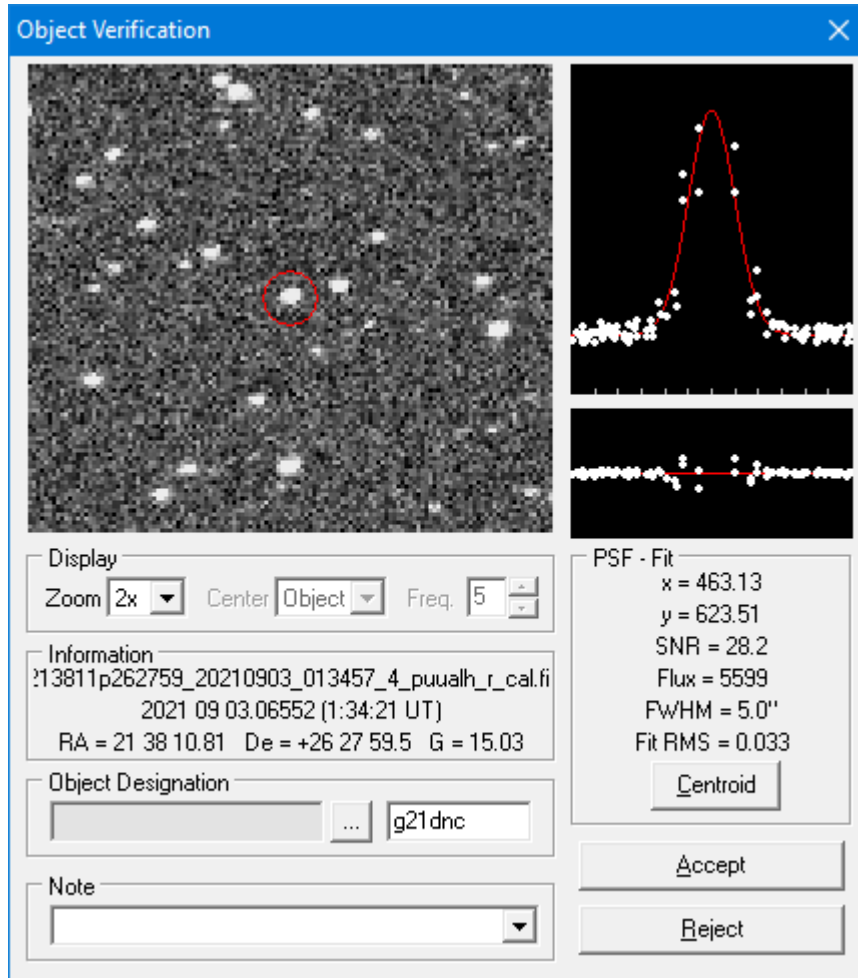 Object Verification
Display
Zoom 2x Center Object Freq. 5
Information
213811p262759_20210903_013457_4_puualh_r_cal.fi
2021 09 03.06552 (1:34:21 UT)
RA = 21 38 10.81 De = +26 27 59.5 G = 15.03
Object Designation
... g21dnc
Note
PSF - Fit
x = 463.13
y = 623.51
SNR = 28.2
Flux = 5599
FWHM = 5.0"
Fit RMS = 0.033
Centroid
Accept
Reject